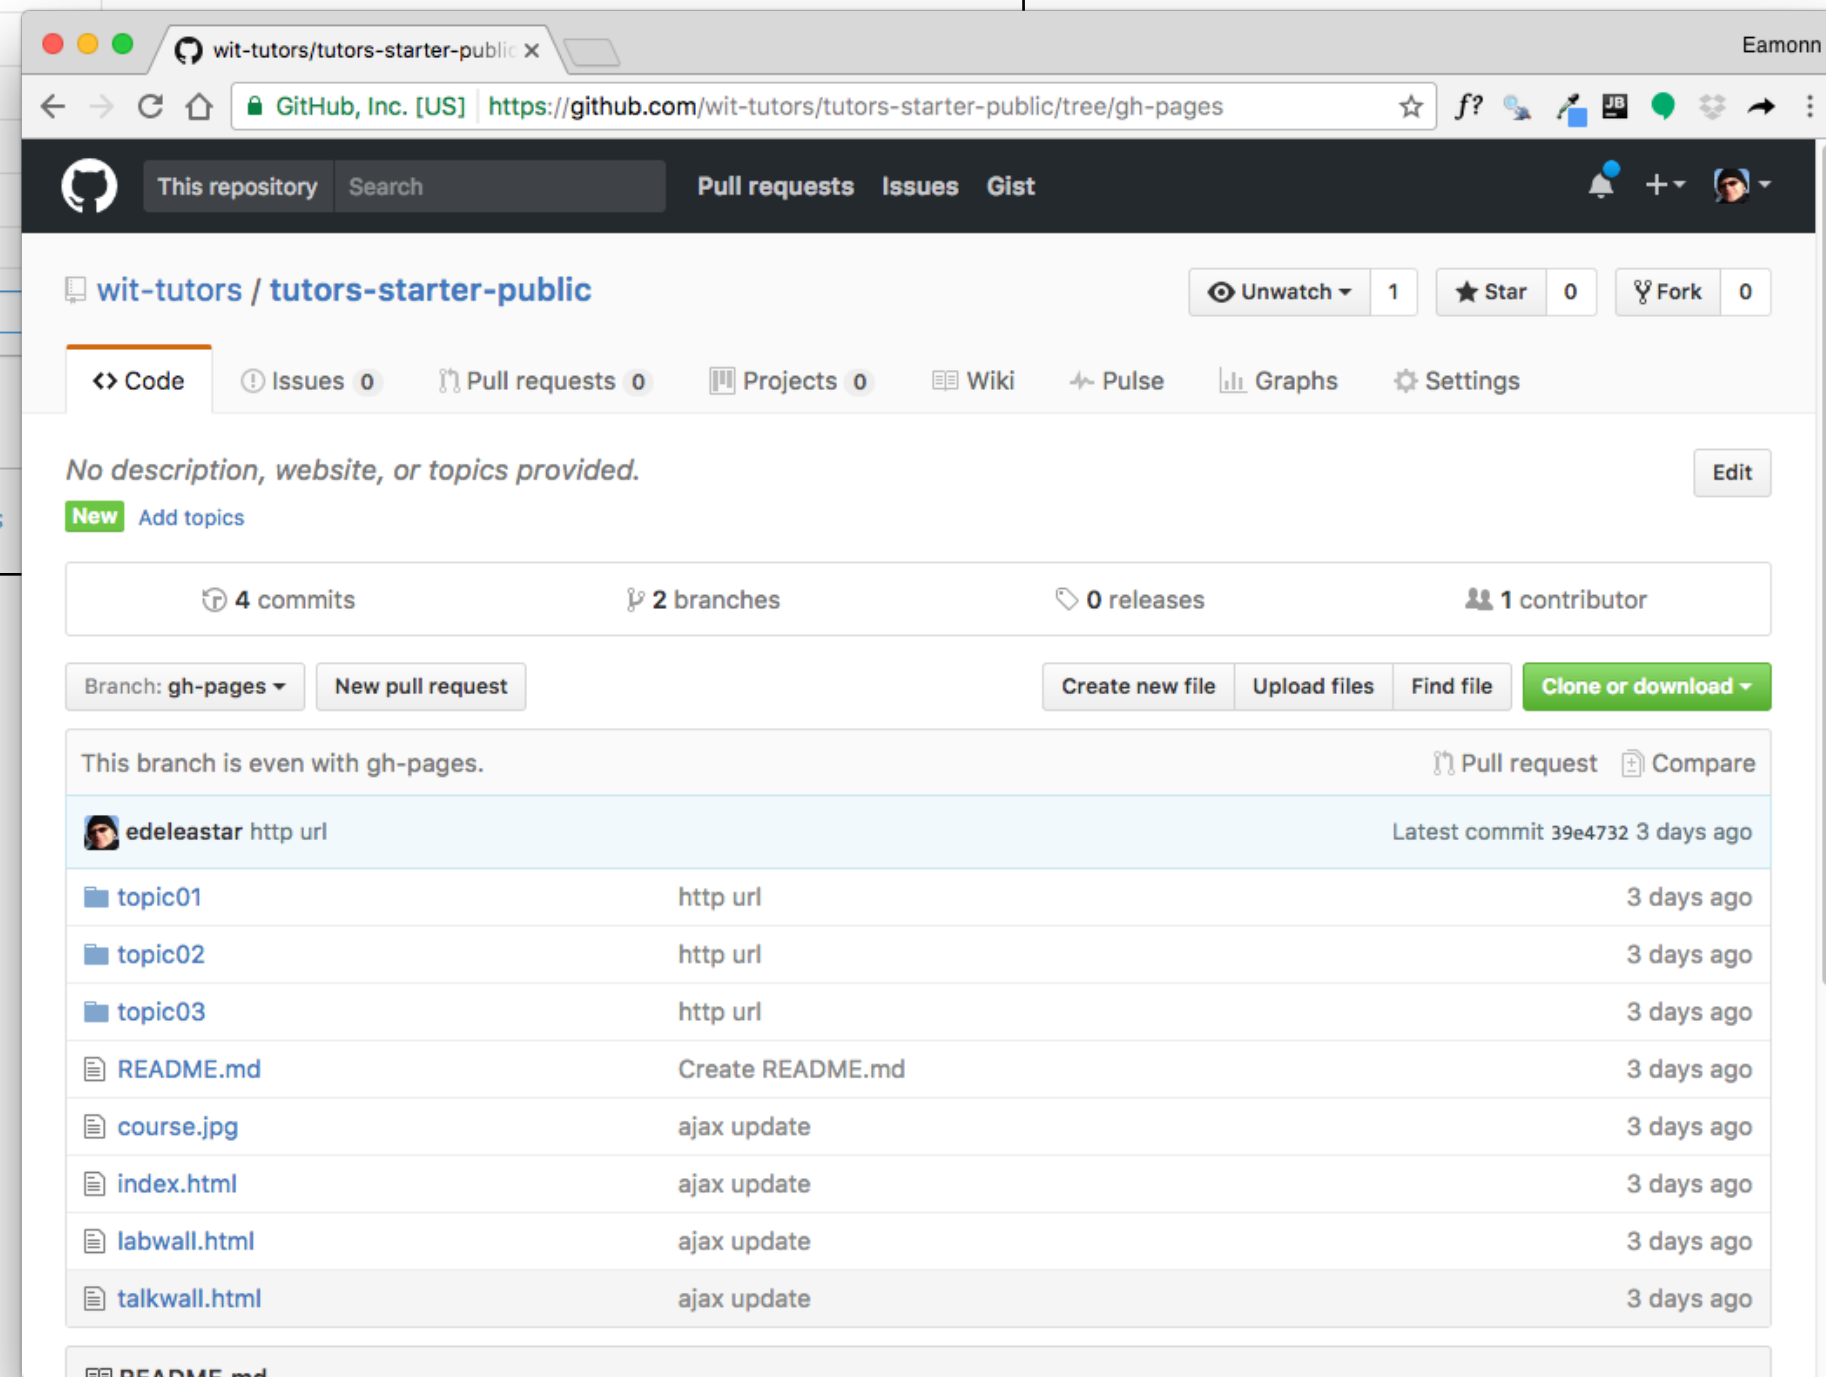 wit-tutors/tutors-starter-public
Eamonn
GitHub, Inc. [US] https://github.com/wit-tutors/tutors-starter-public/tree/gh-pages f? JB
This repository Search Pull requests Issues Gist
wit-tutors / tutors-starter-public Unwatch 1 Star 0 Fork 0
<> Code Issues 0 Pull requests 0 Projects 0 Wiki Pulse Graphs Settings
No description, website, or topics provided. Edit
New Add topics
4 commits 2 branches 0 releases 1 contributor
Branch: gh-pages New pull request Create new file Upload files Find file Clone or download
This branch is even with gh-pages. Pull request Compare
edeleastar http url Latest commit 39e4732 3 days ago
topic01 http url 3 days ago
topic02 http url 3 days ago
topic03 http url 3 days ago
README.md Create README.md 3 days ago
course.jpg ajax update 3 days ago
index.html ajax update 3 days ago
labwall.html ajax update 3 days ago
talkwall.html ajax update 3 days ago
README.md